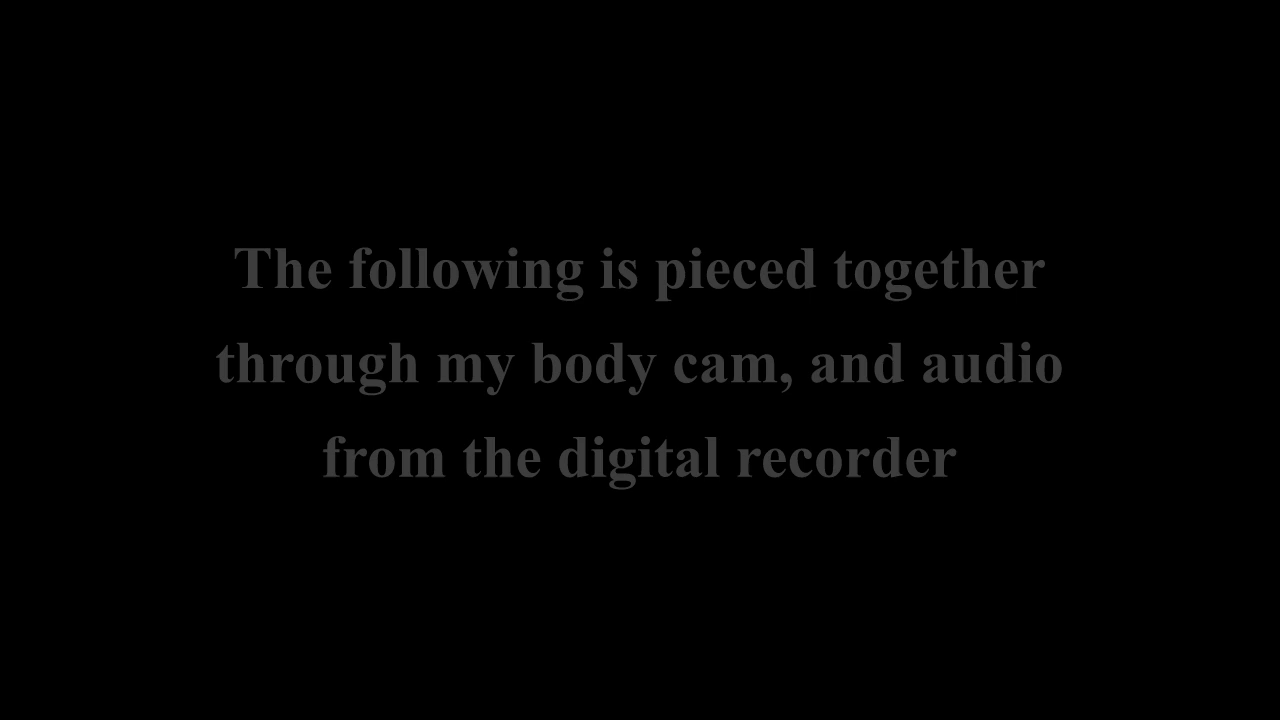 The following is pieced together
through my body cam, and audio
from the digital recorder